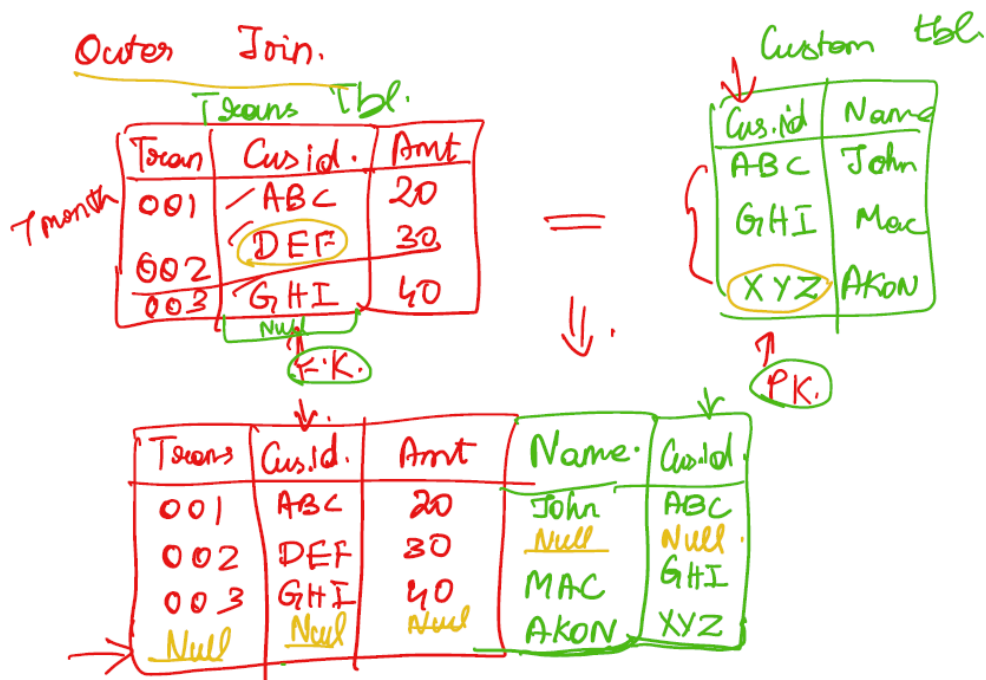 Outer Join.
Trans Tbl.
Custom tbl.
Tran Cusid. Amt
001 ABC 20
002 DEF 30
003 GHI 40
Null
F.K.
1 month
=
Cus.id Name
ABC John
GHI Mac
XYZ AKON
PK.
Trans Cus.id. Amt Name. Cus.id.
001 ABC 20 John ABC
002 DEF 30 Null Null.
003 GHI 40 MAC GHI
Null Null Null AKON XYZ